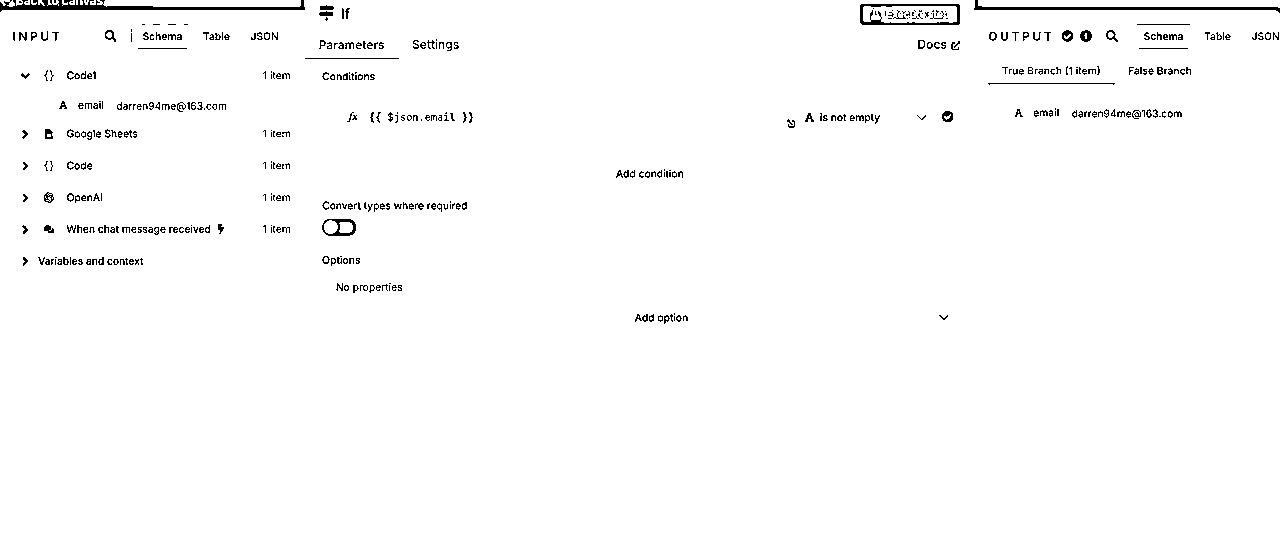 Back to canvas
If
INPUT
Schema
Table
JSON
Code1
1 item
A email darren94me@163.com
Google Sheets
1 item
Code
1 item
OpenAI
1 item
When chat message received
1 item
Variables and context
Parameters
Settings
Docs
Conditions
fx {{ $json.email }}
A is not empty
Add condition
Convert types where required
Options
No properties
Add option
OUTPUT
Schema
Table
JSON
True Branch (1 item)
False Branch
A email darren94me@163.com